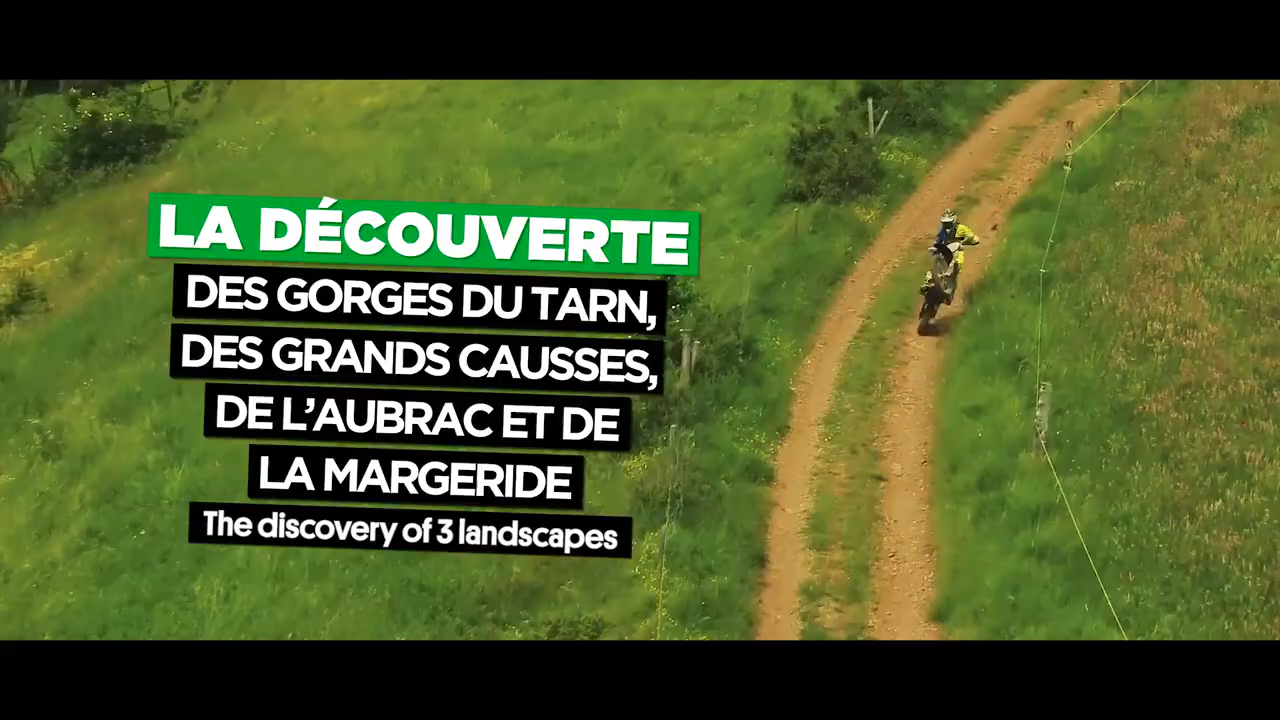 LA DÉCOUVERTE
DES GORGES DU TARN,
DES GRANDS CAUSSES,
DE L’AUBRAC ET DE
LA MARGERIDE
The discovery of 3 landscapes